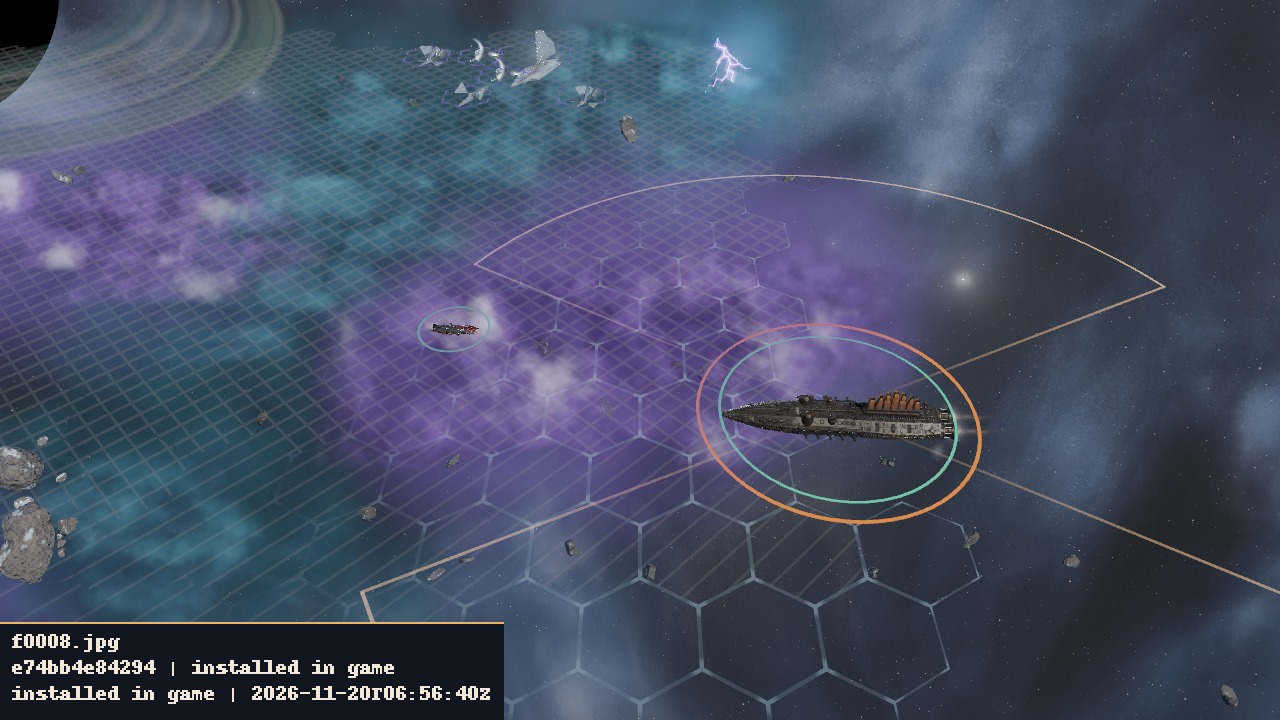 f0008.jpg
e74bb4e84294 | installed in game
installed in game | 2026-11-20T06:56:40z